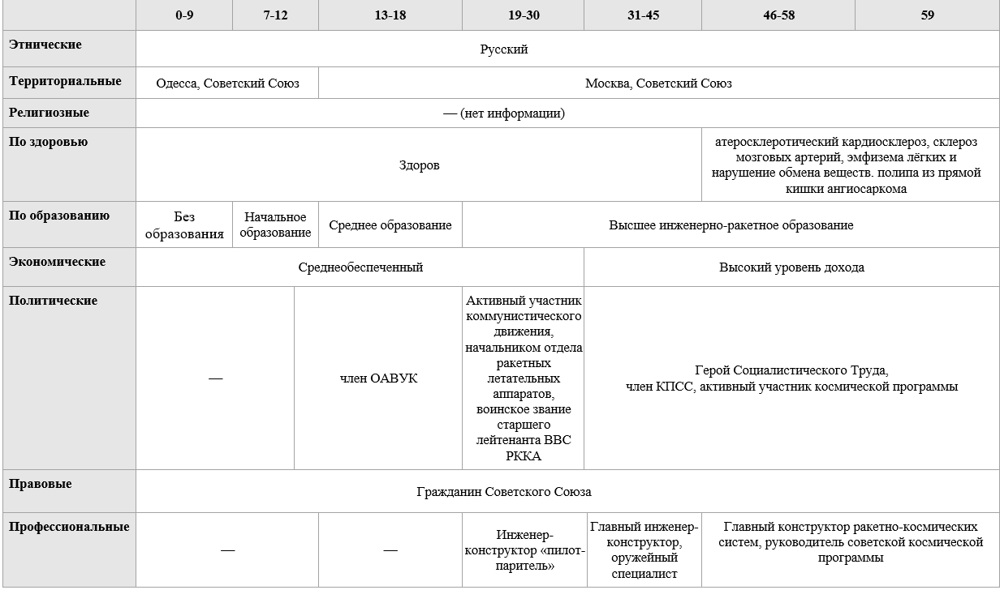 0-9 7-12 13-18 19-30 31-45 46-58 59
Этнические
Русский
Территориальные
Одесса, Советский Союз
Москва, Советский Союз
Религиозные
— (нет информации)
По здоровью
Здоров
атеросклеротический кардиосклероз, склероз
мозговых артерий, эмфизема лёгких и
нарушение обмена веществ. полипа из прямой
кишки ангиосаркома
По образованию
Без
образования
Начальное
образование
Среднее образование
Высшее инженерно-ракетное образование
Экономические
Среднеобеспеченный
Высокий уровень дохода
Политические
—
член ОАВУК
Активный участник
коммунистического
движения,
начальником отдела
ракетных
летательных
аппаратов,
воинское звание
старшего
лейтенанта ВВС
РККА
Герой Социалистического Труда,
член КПСС, активный участник космической программы
Правовые
Гражданин Советского Союза
Профессиональные
—
—
Инженер-
конструктор «пилот-
паритель»
Главный инженер-
конструктор,
оружейный
специалист
Главный конструктор ракетно-космических
систем, руководитель советской космической
программы